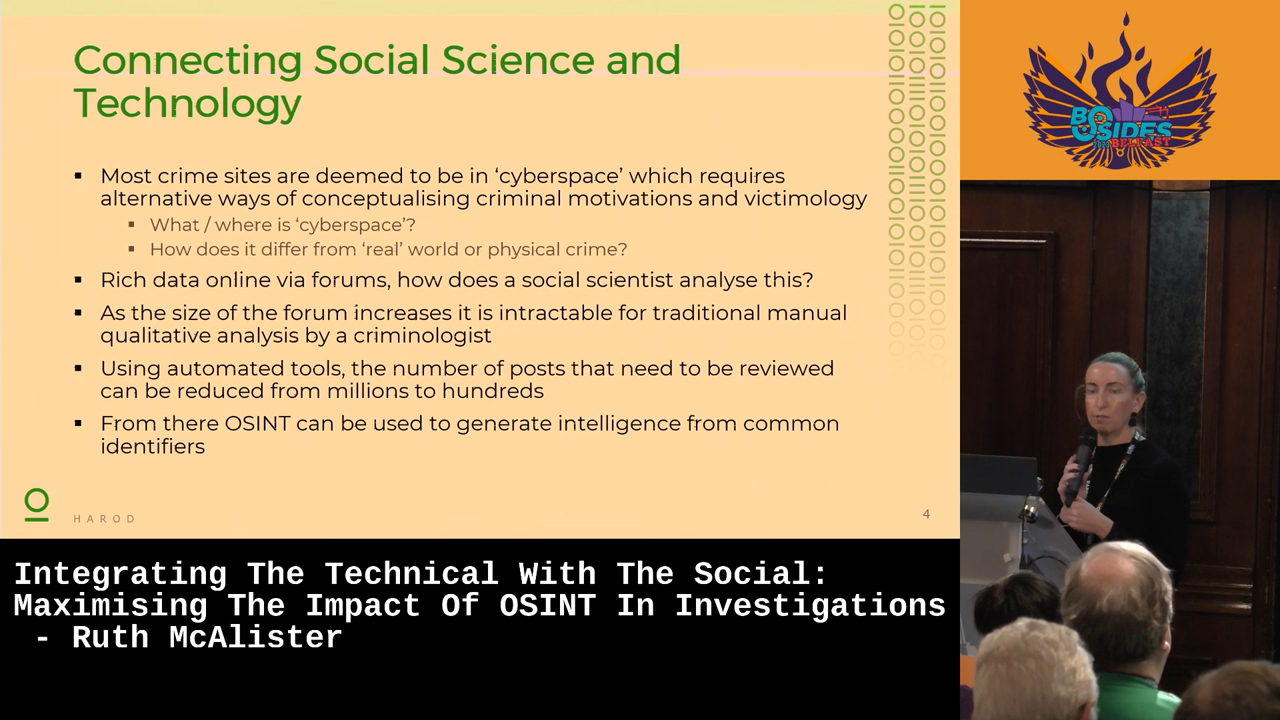 Connecting Social Science and
Technology
▪ Most crime sites are deemed to be in ‘cyberspace’ which requires
alternative ways of conceptualising criminal motivations and victimology
▪ What / where is ‘cyberspace’?
▪ How does it differ from ‘real’ world or physical crime?
▪ Rich data online via forums, how does a social scientist analyse this?
▪ As the size of the forum increases it is intractable for traditional manual
qualitative analysis by a criminologist
▪ Using automated tools, the number of posts that need to be reviewed
can be reduced from millions to hundreds
▪ From there OSINT can be used to generate intelligence from common
identifiers
HAROD
4
BSIDES
BELFAST
Integrating The Technical With The Social:
Maximising The Impact Of OSINT In Investigations
- Ruth McAlister